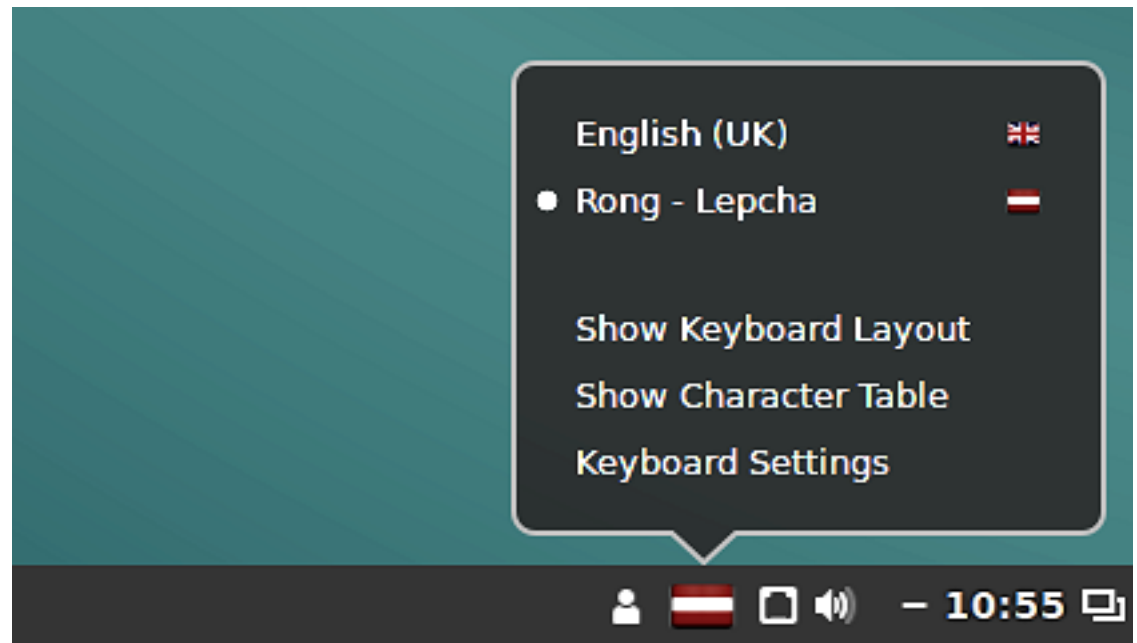 English (UK)
Rong - Lepcha
Show Keyboard Layout
Show Character Table
Keyboard Settings
– 10:55